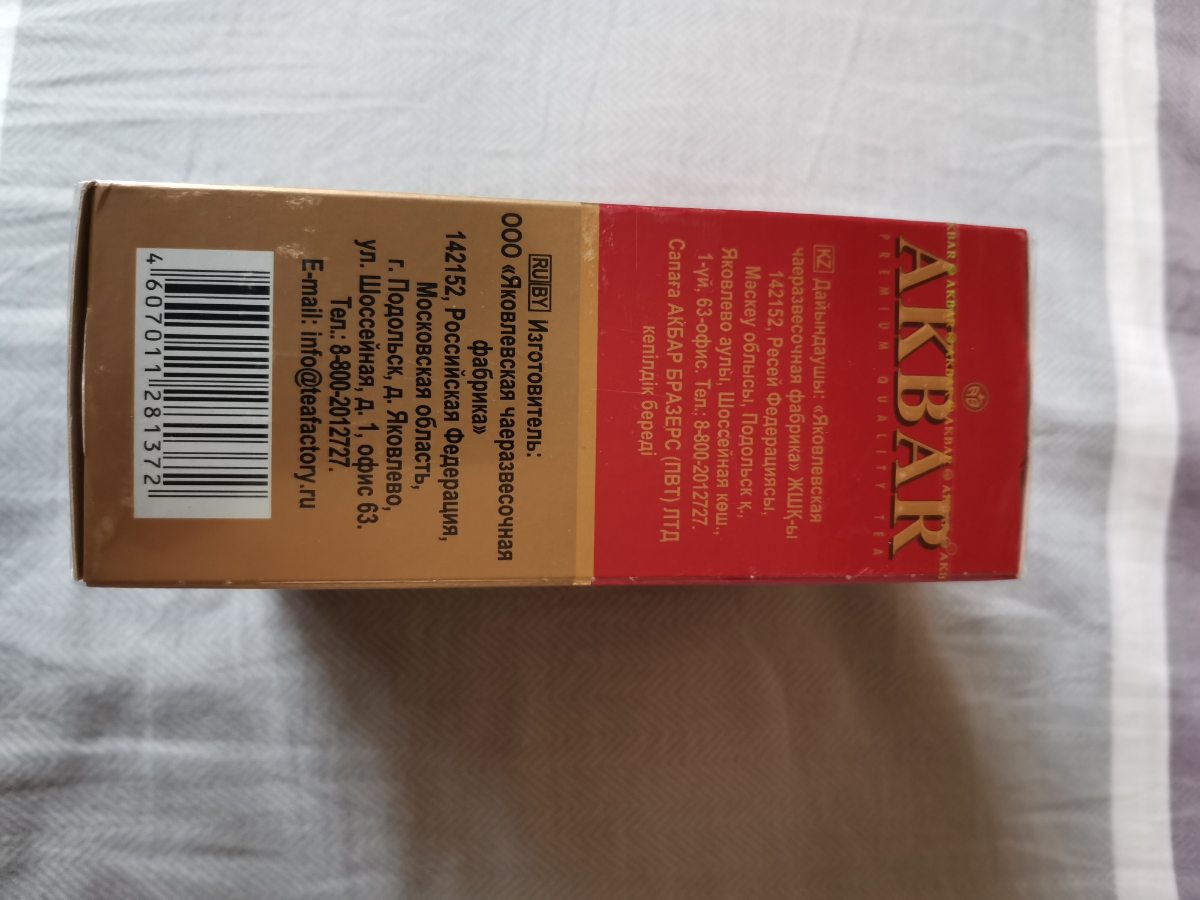 AKBAR
PREMIUM QUALITY TEA
KZ Дайындаушы: «Яковлевская
чаеразвесочная фабрика» ЖШҚ-ы
142152, Ресей Федерациясы,
Мәскеу облысы, Подольск қ.,
Яковлево ауылы, Шоссейная көш.,
1-үй, 63-офис. Тел.: 8-800-2012727.
Сапаға АКБАР БРАЗЕРС (ПВТ) ЛТД
кепілдік береді
RU BY Изготовитель:
ООО «Яковлевская чаеразвесочная
фабрика»
142152, Российская Федерация,
Московская область,
г. Подольск, д. Яковлево,
ул. Шоссейная, д. 1, офис 63.
Тел.: 8-800-2012727.
E-mail: info@teafactory.ru
4 607011 281372